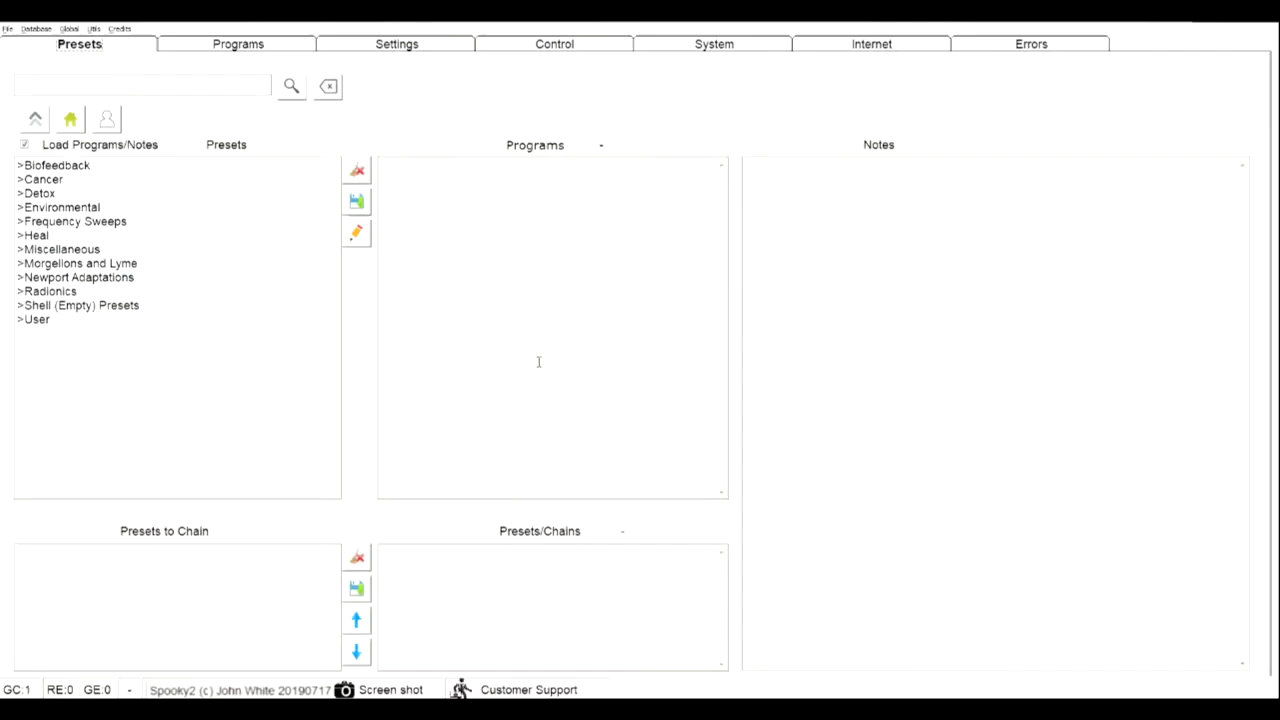 File Database Global Utils Credits
Presets Programs Settings Control System Internet Errors
Load Programs/Notes Presets Programs - Notes
>Biofeedback
>Cancer
>Detox
>Environmental
>Frequency Sweeps
>Heal
>Miscellaneous
>Morgellons and Lyme
>Newport Adaptations
>Radionics
>Shell (Empty) Presets
>User
Presets to Chain Presets/Chains -
GC:1 RE:0 GE:0 - Spooky2 (c) John White 20190717 Screen shot Customer Support